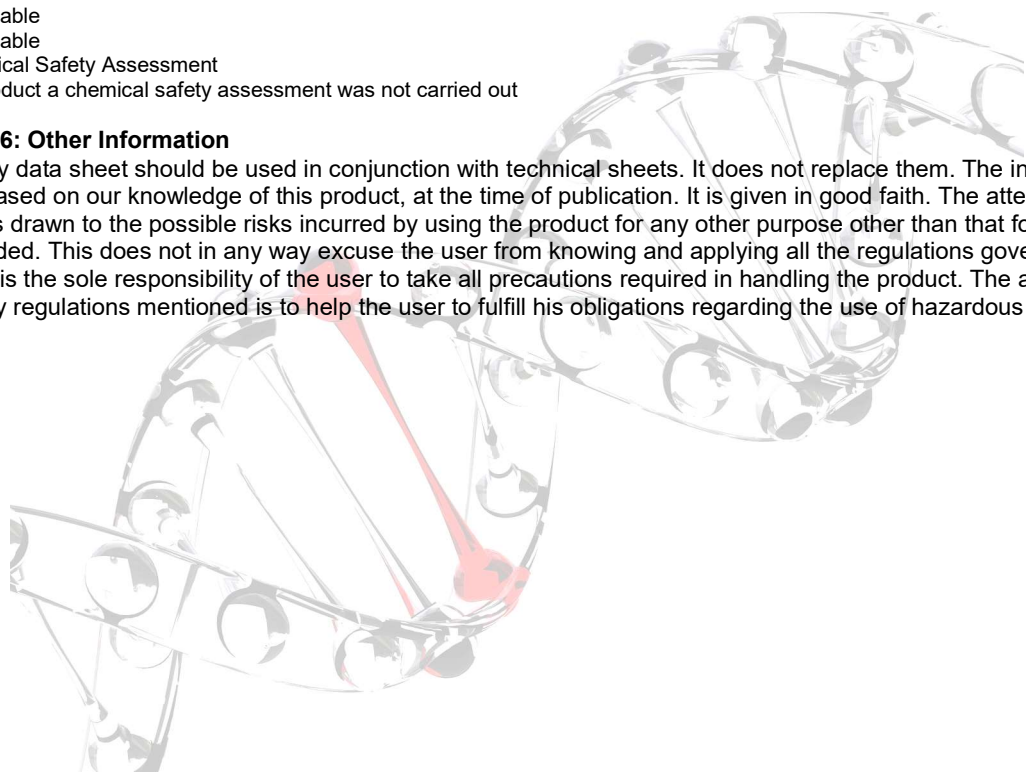 able
able
ical Safety Assessment
duct a chemical safety assessment was not carried out
6: Other Information
y data sheet should be used in conjunction with technical sheets. It does not replace them. The in
ased on our knowledge of this product, at the time of publication. It is given in good faith. The atte
s drawn to the possible risks incurred by using the product for any other purpose other than that fo
ded. This does not in any way excuse the user from knowing and applying all the regulations gove
is the sole responsibility of the user to take all precautions required in handling the product. The a
y regulations mentioned is to help the user to fulfill his obligations regarding the use of hazardous